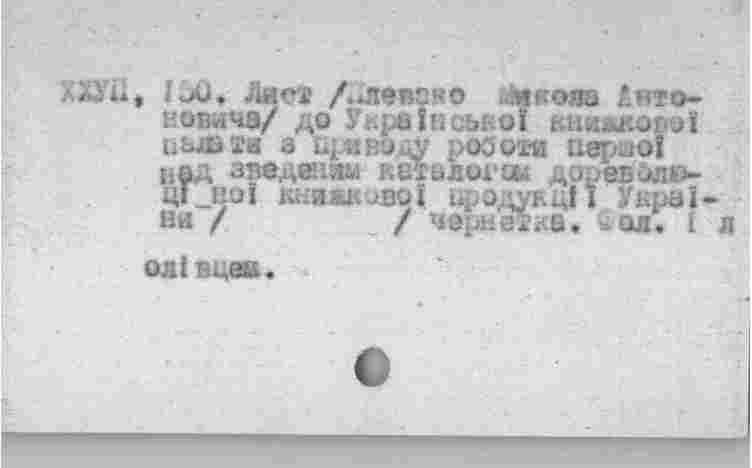 ХХУП, 150. Лист /Плевако Микола Анто-
новича/ до Української книжкової
палати з приводу роботи першої
над зведеним каталогом дореволю-
ці_ної книжкової продукції Украї-
ни / / чернетка. Фол. І л
олівцем.